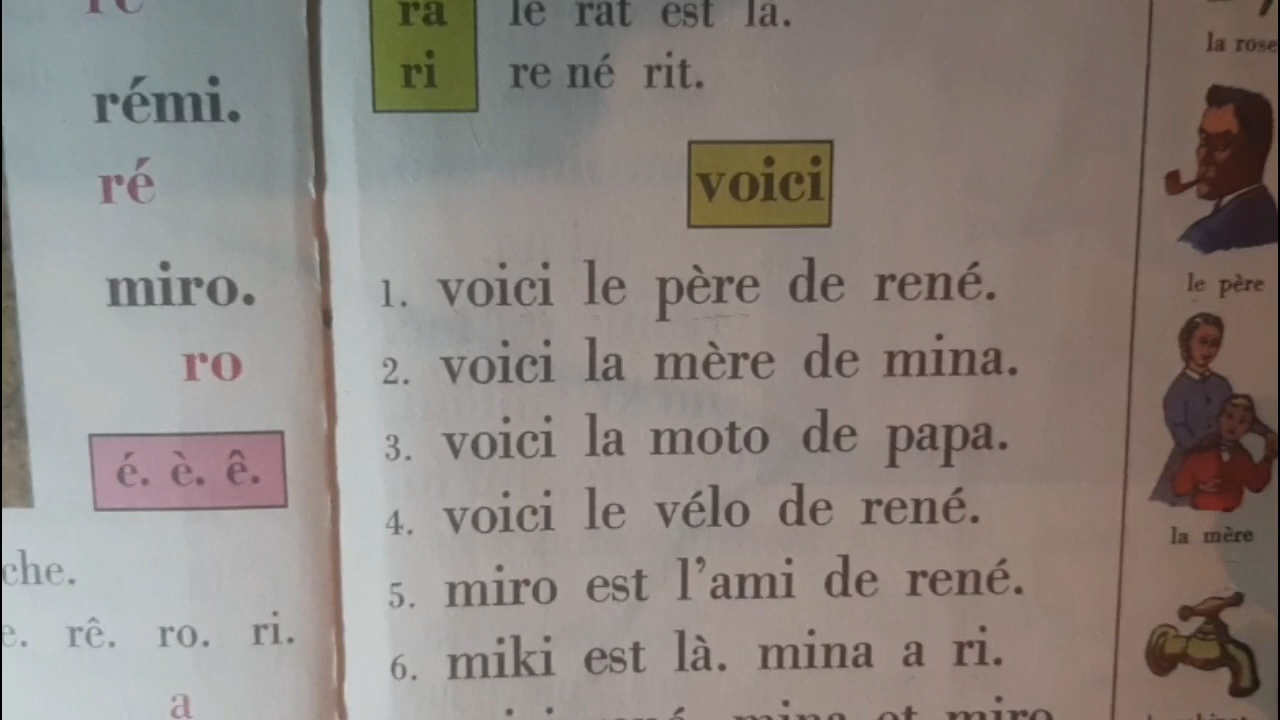 rémi.
ré
miro.
ro
é. è. ê.
che.
rê. ro. ri.
a
ra le rat est là.
ri re né rit.
voici
1. voici le père de rené.
2. voici la mère de mina.
3. voici la moto de papa.
4. voici le vélo de rené.
5. miro est l'ami de rené.
6. miki est là. mina a ri.
mina et miro
la rose
le père
la mère